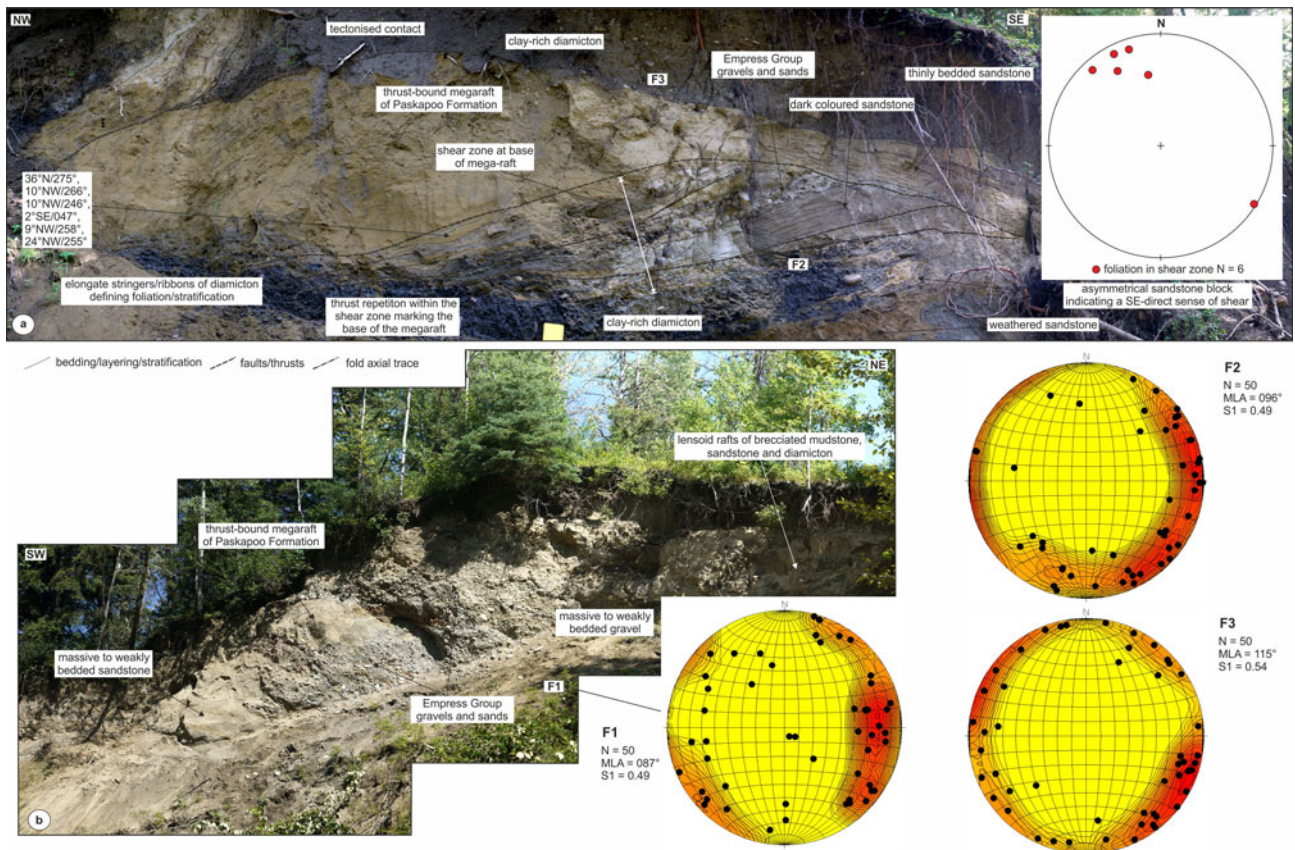 NW
tectonised contact
clay-rich diamicton
SE
N
Empress Group
gravels and sands
thinly bedded sandstone
F3
thrust-bound megaraft
of Paskapoo Formation
dark coloured sandstone
shear zone at base
of mega-raft
36°N/275°,
10°NW/266°,
10°NW/246°,
2°SE/047°,
9°NW/258°,
24°NW/255°
F2
foliation in shear zone N = 6
elongate stringers/ribbons of diamicton
defining foliation/stratification
asymmetrical sandstone block
indicating a SE-direct sense of shear
thrust repetiton within the
shear zone marking the
base of the megaraft
clay-rich diamicton
weathered sandstone
a
bedding/layering/stratification
faults/thrusts
fold axial trace
NE
N
F2
N = 50
MLA = 096°
S1 = 0.49
lensoid rafts of brecciated mudstone,
sandstone and diamicton
thrust-bound megaraft
of Paskapoo Formation
SW
massive to weakly
bedded gravel
N
N
F3
N = 50
MLA = 115°
S1 = 0.54
massive to weakly
bedded sandstone
F1
Empress Group
gravels and sands
F1
N = 50
MLA = 087°
S1 = 0.49
b